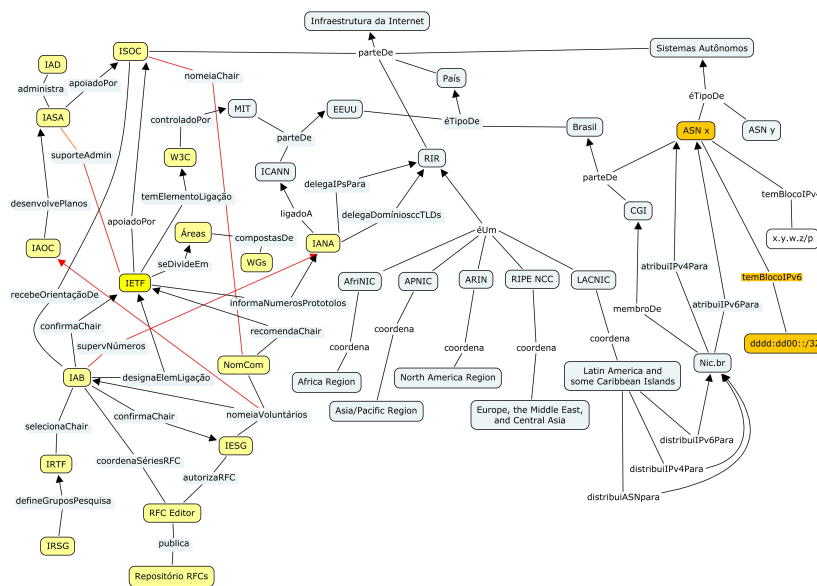 Infraestrutura da Internet
ISOC
parteDe
Sistemas Autônomos
IAD
nomeiaChair
País
administra
apoiadoPor
éTipoDe
IASA
controladoPor
MIT
EEUU
éTipoDe
Brasil
ASN x
ASN y
suporteAdmin
parteDe
W3C
RIR
ICANN
delegaIPsPara
parteDe
temElementoLigação
temBlocoIPv4
desenvolvePlanos
apoiadoPor
ligadoA
delegaDomíniosccTLDs
CGI
Áreas
compostasDe
IANA
éUm
x.y.w.z/p
IAOC
WGs
atribuiIPv4Para
seDivideEm
temBlocoIPv6
IETF
AfriNIC
APNIC
ARIN
RIPE NCC
LACNIC
recebeOrientaçãoDe
informaNumerosPrototolos
atribuiIPv6Para
membroDe
confirmaChair
recomendaChair
coordena
coordena
coordena
coordena
coordena
dddd:dd00::/32
supervNúmeros
NomCom
Nic.br
IAB
designaElemLigação
Africa Region
North America Region
Latin America and
some Caribbean Islands
confirmaChair
nomeiaVoluntários
Asia/Pacific Region
Europe, the Middle East,
and Central Asia
selecionaChair
IESG
distribuiIPv6Para
IRTF
coordenaSériesRFC
distribuiIPv4Para
autorizaRFC
defineGruposPesquisa
distribuiASNpara
RFC Editor
IRSG
publica
Repositório RFCs